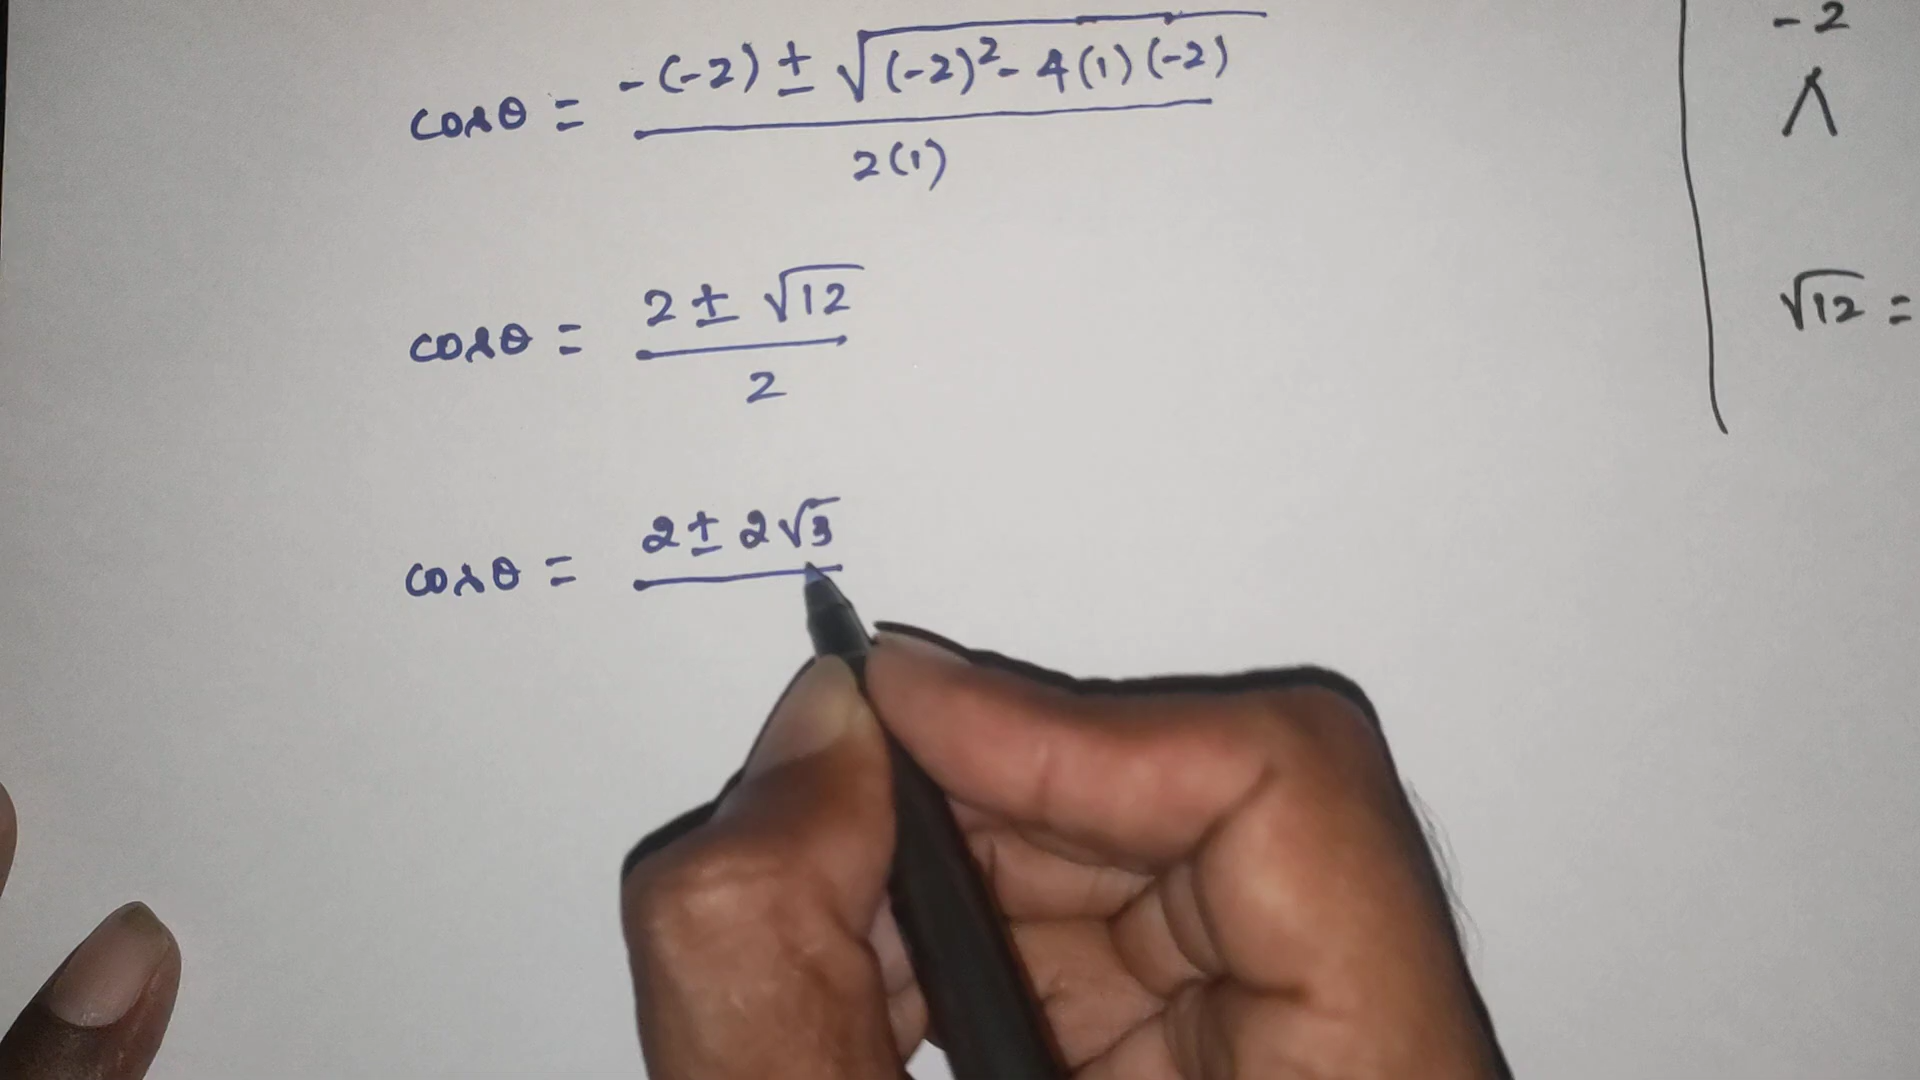 cosθ = -(-2) ± √(-2)² - 4(1)(-2) / 2(1)
cosθ = 2 ± √12 / 2
cosθ = 2 ± 2√3
-2
∧
√12 =